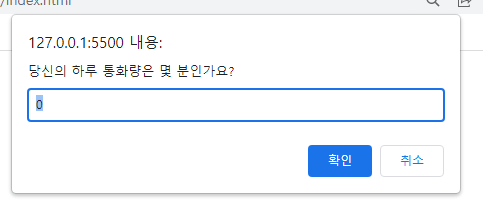 /index.html
127.0.0.1:5500 내용:
당신의 하루 통화량은 몇 분인가요?
0
확인 취소